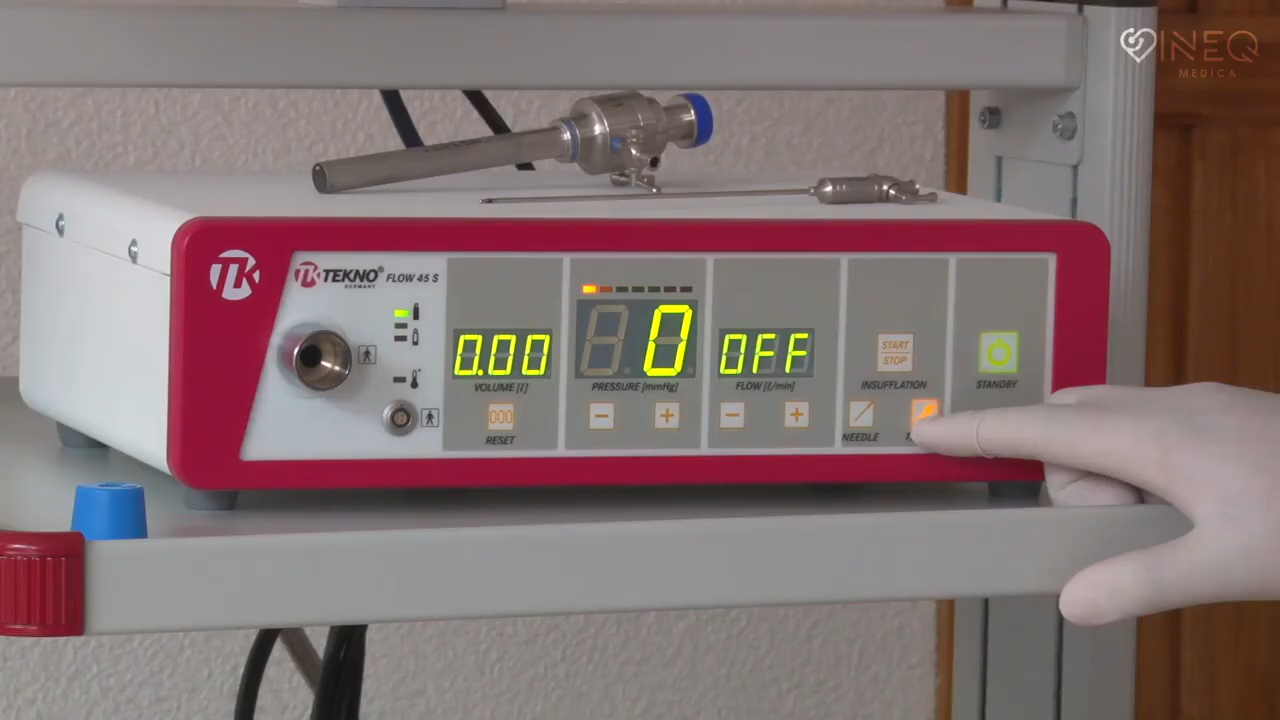 INEQ
MEDICA
TK
TK TEKNO® FLOW 45 S
GERMANY
0.00
0
OFF
START
STOP
VOLUME [ℓ]
PRESSURE [mmHg]
FLOW [ℓ/min]
INSUFFLATION
STANDBY
000
RESET
NEEDLE